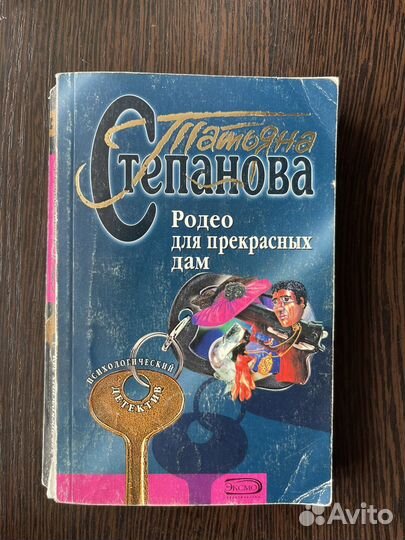 Татьяна
Степанова
Родео
для прекрасных
дам
ПСИХОЛОГИЧЕСКИЙ
ДЕТЕКТИВ
ЭКСМО
Avito